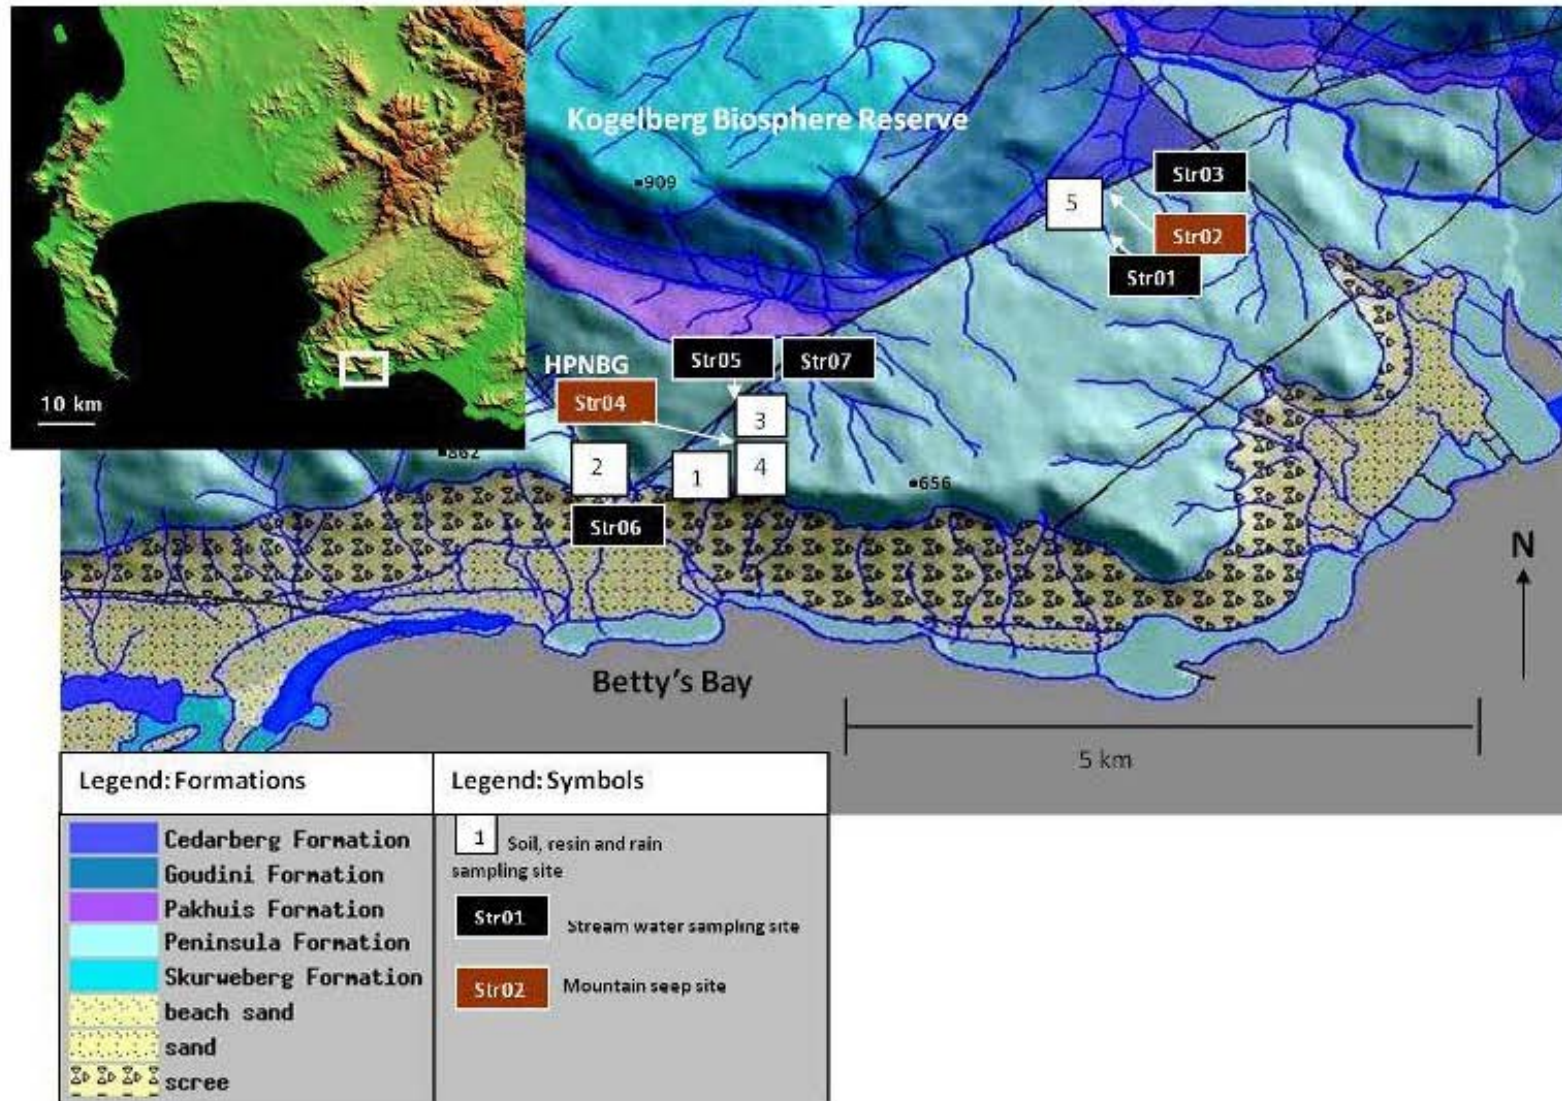 Kogelberg Biosphere Reserve
909
Str03
5
Str02
Str01
10 km
HPNBG
Str05
Str07
Str04
3
862
2
1
4
656
Str06
N
Betty's Bay
5 km
Legend: Formations
Cedarberg Formation
Goudini Formation
Pakhuis Formation
Peninsula Formation
Skurweberg Formation
beach sand
sand
scree
Legend: Symbols
1 Soil, resin and rain
sampling site
Str01 Stream water sampling site
Str02 Mountain seep site